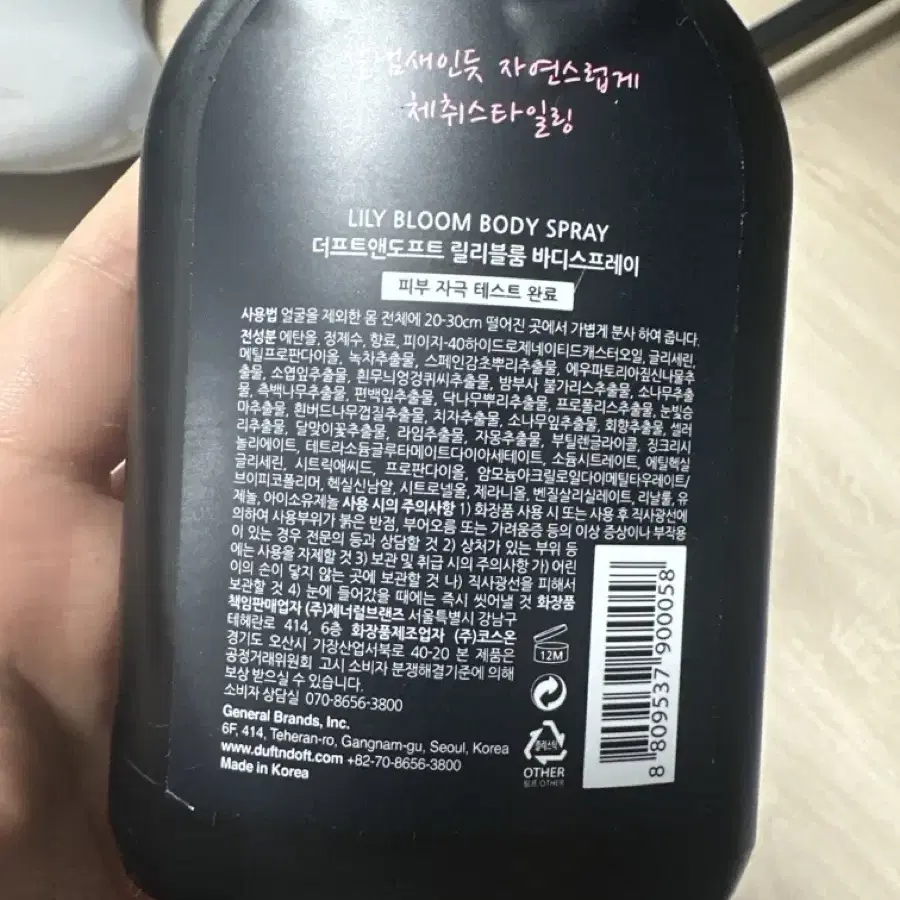 살냄새인듯 자연스럽게
체취스타일링
LILY BLOOM BODY SPRAY
더프트앤도프트 릴리블룸 바디스프레이
피부 자극 테스트 완료
사용법 얼굴을 제외한 몸 전체에 20-30cm 떨어진 곳에서 가볍게 분사 하여 줍니다.
전성분 에탄올, 정제수, 향료, 피이지-40하이드로제네이티드캐스터오일, 글리세린,
메틸프로판다이올, 녹차추출물, 스페인감초뿌리추출물, 에우파토리아짚신나물추
출물, 소엽잎추출물, 흰무늬엉겅퀴씨추출물, 밤부사 불가리스추출물, 소나무추출
물, 측백나무추출물, 편백잎추출물, 닥나무뿌리추출물, 프로폴리스추출물, 눈빛승
마추출물, 흰버드나무껍질추출물, 치자추출물, 소나무잎추출물, 회향추출물, 셀러
리추출물, 달맞이꽃추출물, 라임추출물, 자몽추출물, 부틸렌글라이콜, 징크리시
놀리에이트, 테트라소듐글루타메이트다이아세테이트, 소듐시트레이트, 에틸헥실
글리세린, 시트릭애씨드, 프로판다이올, 암모늄아크릴로일다이메틸타우레이트/
브이피코폴리머, 헥실신남알, 시트로넬올, 제라니올, 벤질살리실레이트, 리날룰, 유
제놀, 아이소유제놀 사용 시의 주의사항 1) 화장품 사용 시 또는 사용 후 직사광선에
의하여 사용부위가 붉은 반점, 부어오름 또는 가려움증 등의 이상 증상이나 부작용
이 있는 경우 전문의 등과 상담할 것 2) 상처가 있는 부위 등
에는 사용을 자제할 것 3) 보관 및 취급 시의 주의사항 가) 어린
이의 손이 닿지 않는 곳에 보관할 것 나) 직사광선을 피해서
보관할 것 4) 눈에 들어갔을 때에는 즉시 씻어낼 것 화장품
책임판매업자 (주)제너럴브랜즈 서울특별시 강남구
테헤란로 414, 6층 화장품제조업자 (주)코스온
경기도 오산시 가장산업서북로 40-20 본 제품은
공정거래위원회 고시 소비자 분쟁해결기준에 의해
보상 받으실 수 있습니다.
소비자 상담실 070-8656-3800
General Brands, Inc.
6F, 414, Teheran-ro, Gangnam-gu, Seoul, Korea
www.duftndoft.com +82-70-8656-3800
Made in Korea
12M
플라스틱
OTHER
펌프 OTHER
8 809537 900058